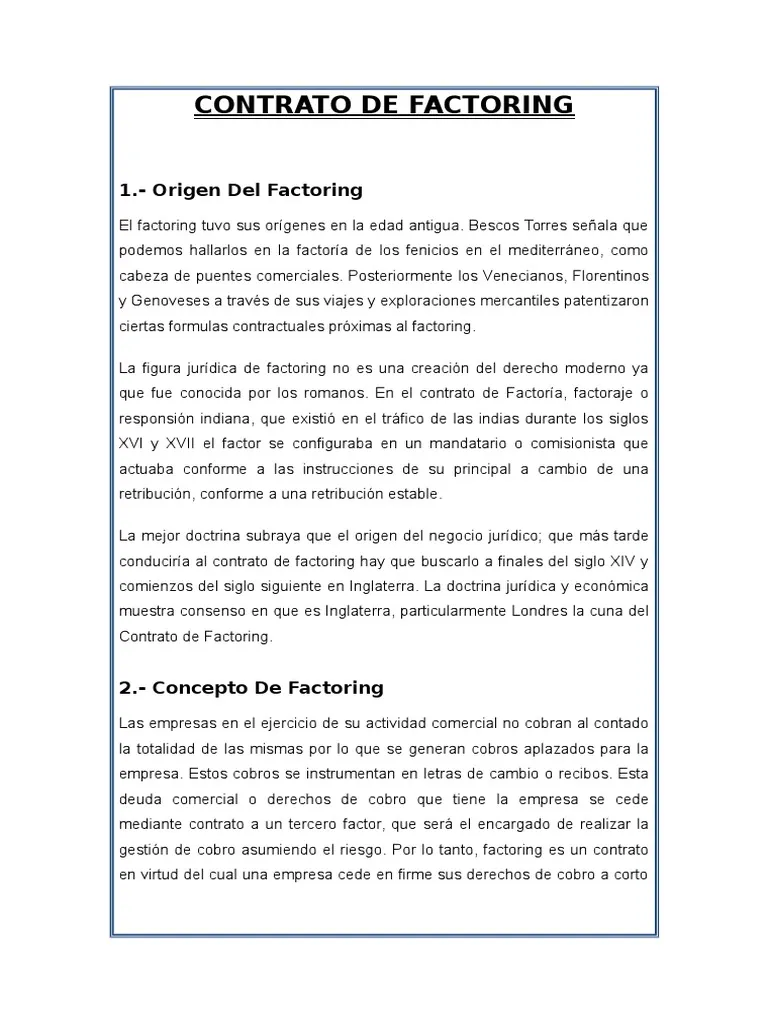 CONTRATO DE FACTORING
1.- Origen Del Factoring
El factoring tuvo sus orígenes en la edad antigua. Bescos Torres señala que
podemos hallarlos en la factoría de los fenicios en el mediterráneo, como
cabeza de puentes comerciales. Posteriormente los Venecianos, Florentinos
y Genoveses a través de sus viajes y exploraciones mercantiles patentizaron
ciertas formulas contractuales próximas al factoring.
La figura jurídica de factoring no es una creación del derecho moderno ya
que fue conocida por los romanos. En el contrato de Factoría, factoraje o
responsión indiana, que existió en el tráfico de las indias durante los siglos
XVI y XVII el factor se configuraba en un mandatario o comisionista que
actuaba conforme a las instrucciones de su principal a cambio de una
retribución, conforme a una retribución estable.
La mejor doctrina subraya que el origen del negocio jurídico; que más tarde
conduciría al contrato de factoring hay que buscarlo a finales del siglo XIV y
comienzos del siglo siguiente en Inglaterra. La doctrina jurídica y económica
muestra consenso en que es Inglaterra, particularmente Londres la cuna del
Contrato de Factoring.
2.- Concepto De Factoring
Las empresas en el ejercicio de su actividad comercial no cobran al contado
la totalidad de las mismas por lo que se generan cobros aplazados para la
empresa. Estos cobros se instrumentan en letras de cambio o recibos. Esta
deuda comercial o derechos de cobro que tiene la empresa se cede
mediante contrato a un tercero factor, que será el encargado de realizar la
gestión de cobro asumiendo el riesgo. Por lo tanto, factoring es un contrato
en virtud del cual una empresa cede en firme sus derechos de cobro a corto